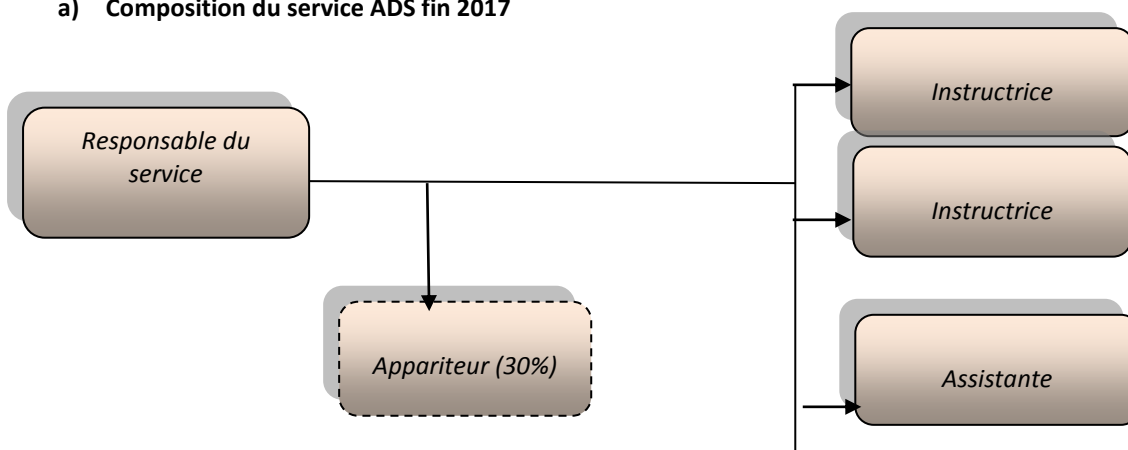 a) Composition du service ADS fin 2017
Instructrice
Responsable du
service
Instructrice
Appariteur (30%)
Assistante